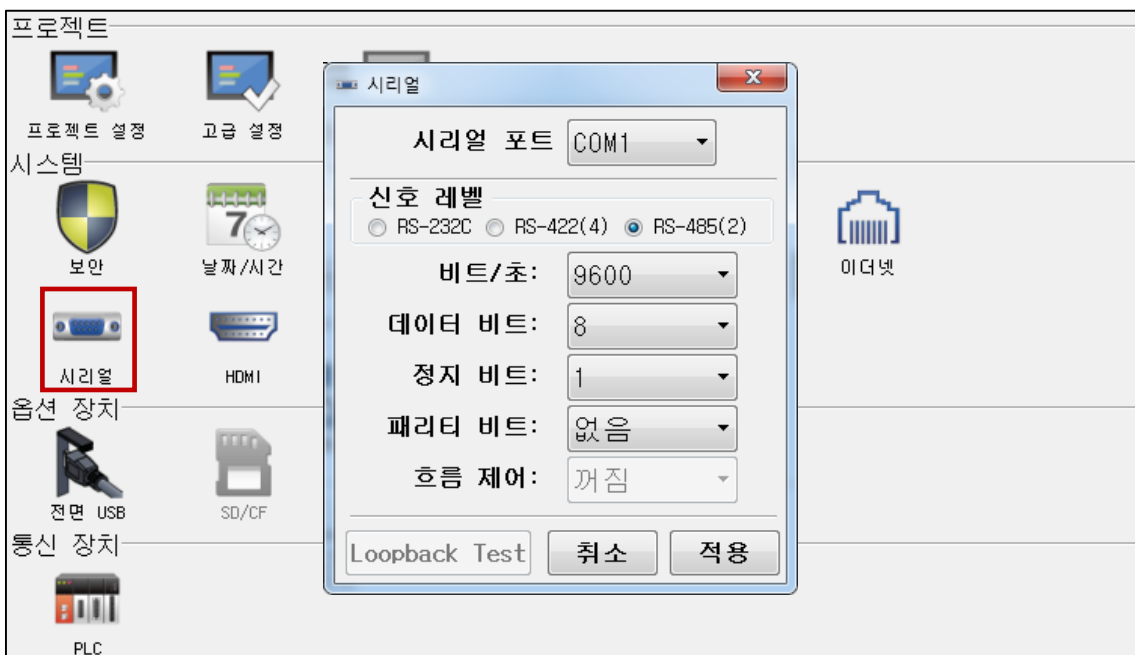 프로젝트
프로젝트 설정
고급 설정
시스템
보안
날짜/시간
이더넷
시리얼
HDMI
옵션 장치
전면 USB
SD/CF
통신 장치
PLC
시리얼
시리얼 포트 COM1
신호 레벨
RS-232C RS-422(4) RS-485(2)
비트/초: 9600
데이터 비트: 8
정지 비트: 1
패리티 비트: 없음
흐름 제어: 꺼짐
Loopback Test 취소 적용